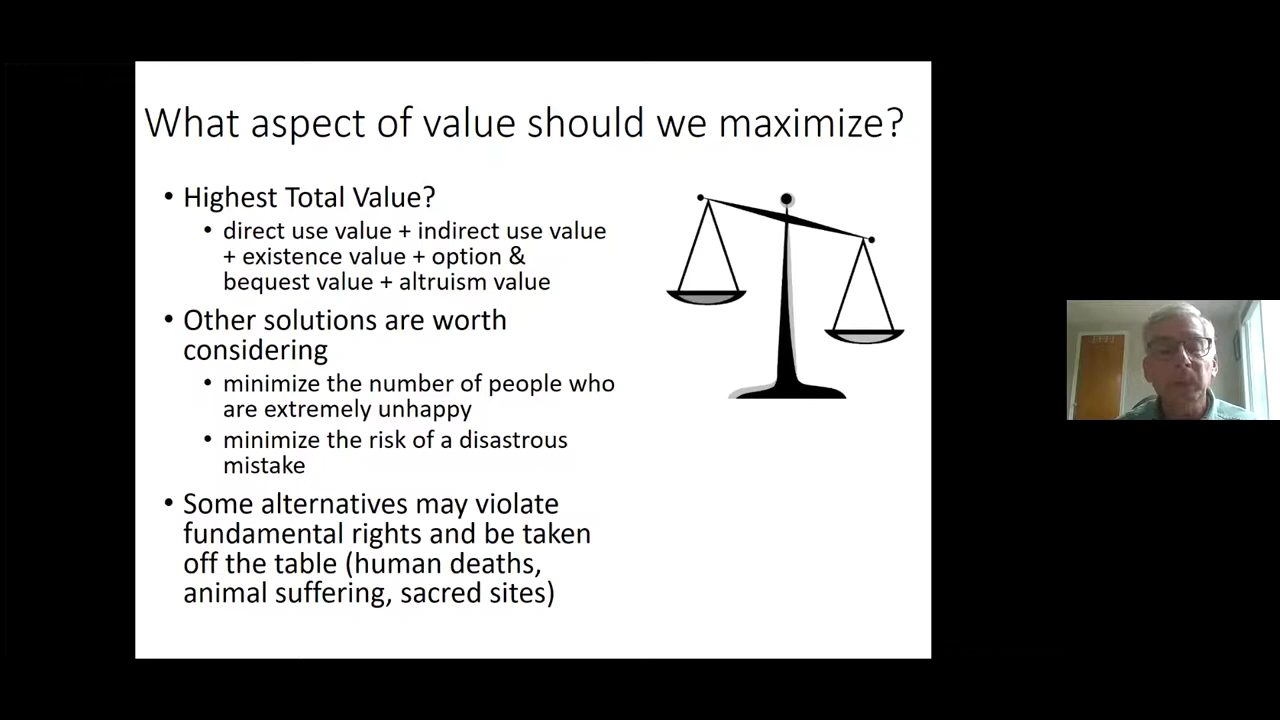 What aspect of value should we maximize?
• Highest Total Value?
• direct use value + indirect use value
+ existence value + option &
bequest value + altruism value
• Other solutions are worth
considering
• minimize the number of people who
are extremely unhappy
• minimize the risk of a disastrous
mistake
• Some alternatives may violate
fundamental rights and be taken
off the table (human deaths,
animal suffering, sacred sites)